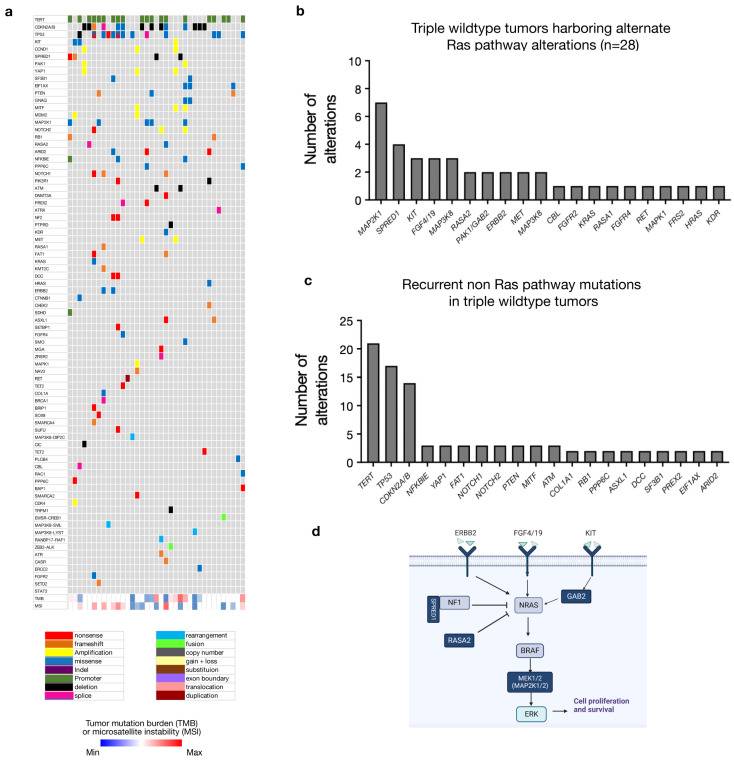 a
TERT
CDKN2A/B
TP53
KIT
CCND1
SPRED1
PAK1
YAP1
SF3B1
EIF1AX
PTEN
GNAQ
MITF
MDM2
MAP2K1
NOTCH2
RB1
RASA2
ARID2
NFKBIE
PPP6C
NOTCH1
PIK3R1
ATM
DNMT3A
PREX2
ATRX
NF2
PTPRD
KDR
MET
RASA1
FAT1
KRAS
KMT2C
DCC
HRAS
ERBB2
CTNNB1
CHEK2
SDHD
ASXL1
SETBP1
FGFR4
SMO
MGA
ZRSR2
MAPK1
NAV3
RET
TET2
COL1A
BRCA1
BRIP1
SOX9
SMARCA4
SUFU
MAP3K8-DIP2C
CIC
TET2
PLCB4
CBL
RAC1
PPP6C
BAP1
SMARCA2
CDK4
TRPM1
EWSR-CREB1
MAP3K8-SVIL
MAP3K8-LYST
RANBP17-RAF1
ZEB2-ALK
ATR
CASR
ERCC2
FGFR2
SETD2
STAT3
TMB
MSI
nonsense
frameshift
Amplification
missense
Indel
Promoter
deletion
splice
rearrangement
fusion
copy number
gain + loss
substituion
exon boundary
translocation
duplication
Tumor mutation burden (TMB)
or microsatellite instability (MSI)
Min
Max
b
Triple wildtype tumors harboring alternate
Ras pathway alterations (n=28)
Number of
alterations
10
8
6
4
2
0
MAP2K1
SPRED1
KIT
FGF4/19
MAP3K8
RASA2
PAK1/GAB2
ERBB2
MET
MAP3K8
CBL
FGFR2
KRAS
RASA1
FGFR4
RET
MAPK1
FRS2
HRAS
KDR
c
Recurrent non Ras pathway mutations
in triple wildtype tumors
Number of
alterations
25
20
15
10
5
0
TERT
TP53
CDKN2A/B
NFKBIE
YAP1
FAT1
NOTCH1
NOTCH2
PTEN
MITF
ATM
COL1A1
RB1
PPP6C
ASXL1
DCC
SF3B1
PREX2
EIF1AX
ARID2
d
ERBB2
FGF4/19
KIT
SPRED1
NF1
NRAS
GAB2
RASA2
BRAF
MEK1/2
(MAP2K1/2)
ERK
Cell proliferation
and survival